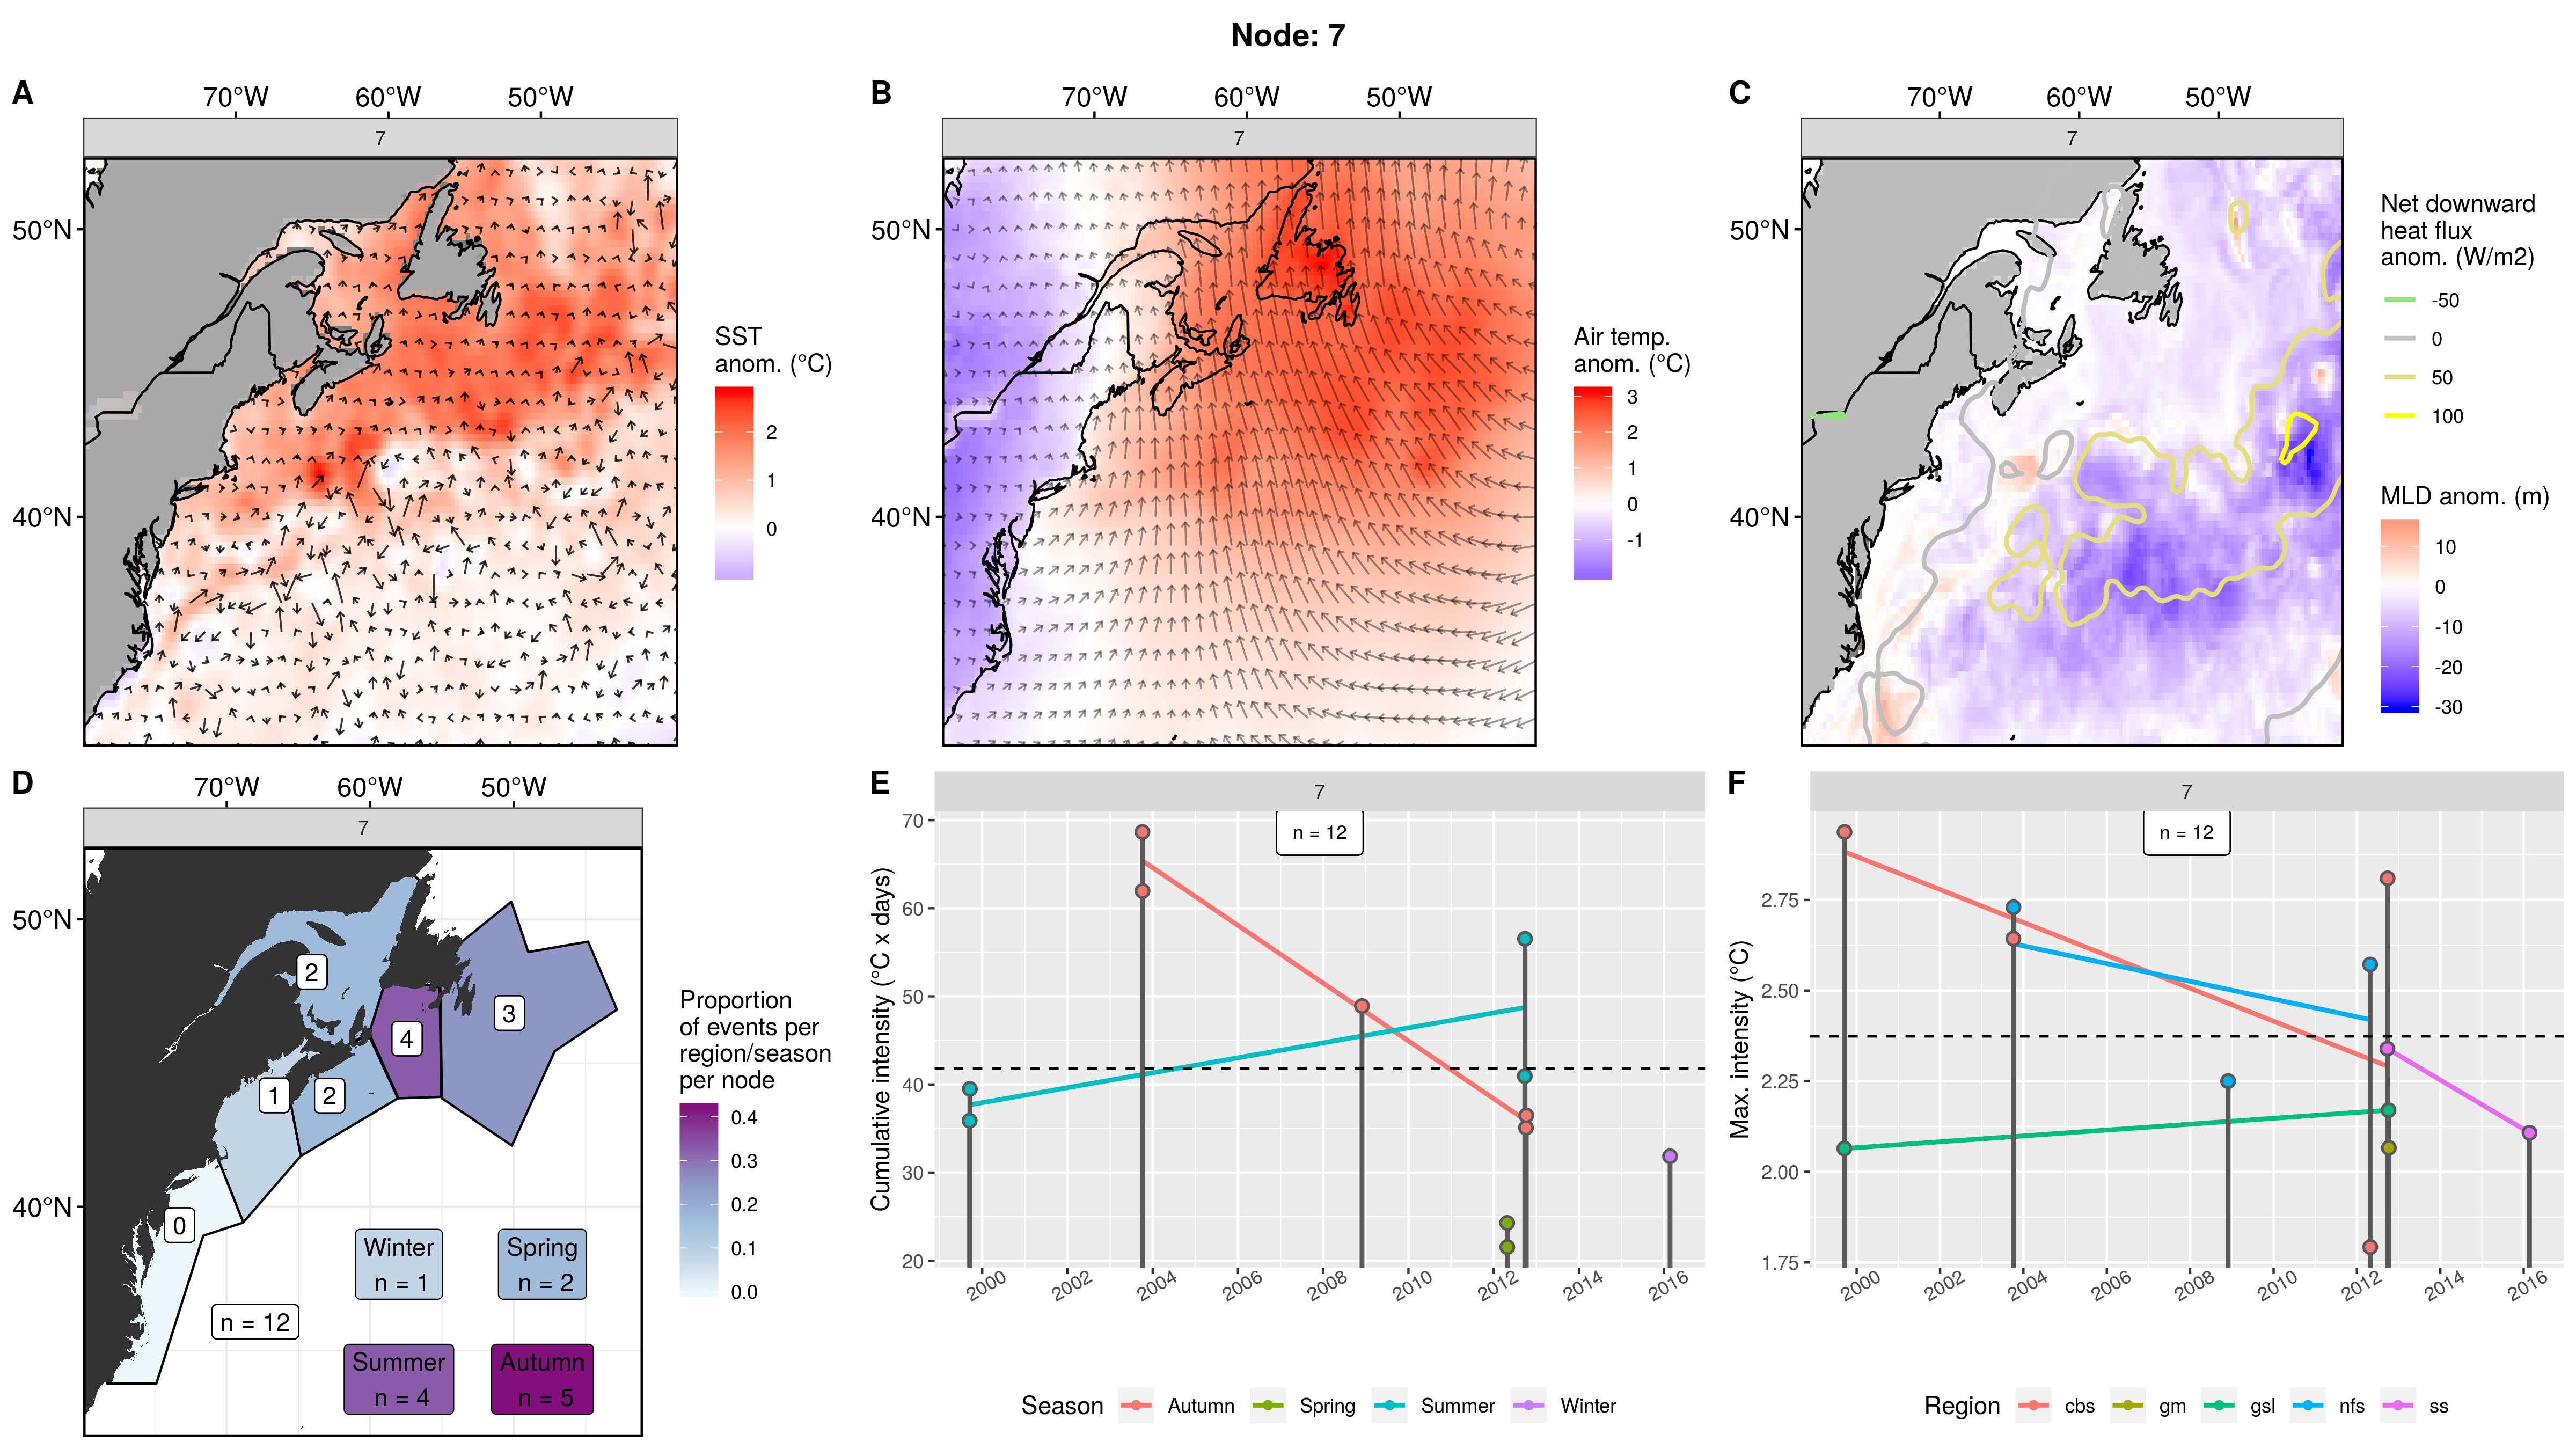 Node: 7
A
70°W 60°W 50°W
7
50°N
40°N
SST
anom. (°C)
2
1
0
B
70°W 60°W 50°W
7
50°N
40°N
Air temp.
anom. (°C)
3
2
1
0
-1
C
70°W 60°W 50°W
7
50°N
40°N
Net downward
heat flux
anom. (W/m2)
-50
0
50
100
MLD anom. (m)
10
0
-10
-20
-30
D
70°W 60°W 50°W
7
50°N
40°N
2
3
4
1
2
0
n = 12
Winter
n = 1
Spring
n = 2
Summer
n = 4
Autumn
n = 5
Proportion
of events per
region/season
per node
0.4
0.3
0.2
0.1
0.0
E
7
n = 12
Cumulative intensity (°C x days)
70
60
50
40
30
20
2000 2002 2004 2006 2008 2010 2012 2014 2016
Season Autumn Spring Summer Winter
F
7
n = 12
Max. intensity (°C)
2.75
2.50
2.25
2.00
1.75
2000 2002 2004 2006 2008 2010 2012 2014 2016
Region cbs gm gsl nfs ss